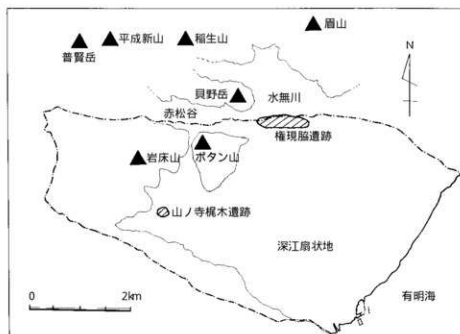 眉山
平成新山
稲生山
普賢岳
N
貝野岳
水無川
赤松谷
権現脇遺跡
岩床山
ボタン山
山ノ寺梶木遺跡
深江扇状地
有明海
0
2km